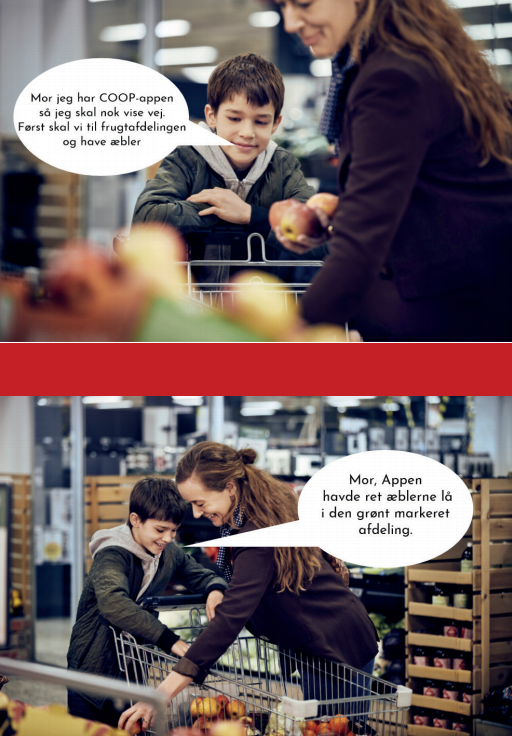 Mor jeg har COOP-appen
så jeg skal nok vise vej.
Først skal vi til frugtafdelingen
og have æbler
Mor, Appen
havde ret æblerne lå
i den grønt markeret
afdeling.